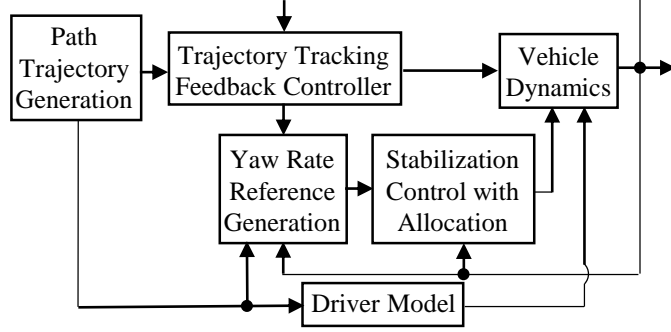 Path
Trajectory
Generation
Trajectory Tracking
Feedback Controller
Vehicle
Dynamics
Yaw Rate
Reference
Generation
Stabilization
Control with
Allocation
Driver Model